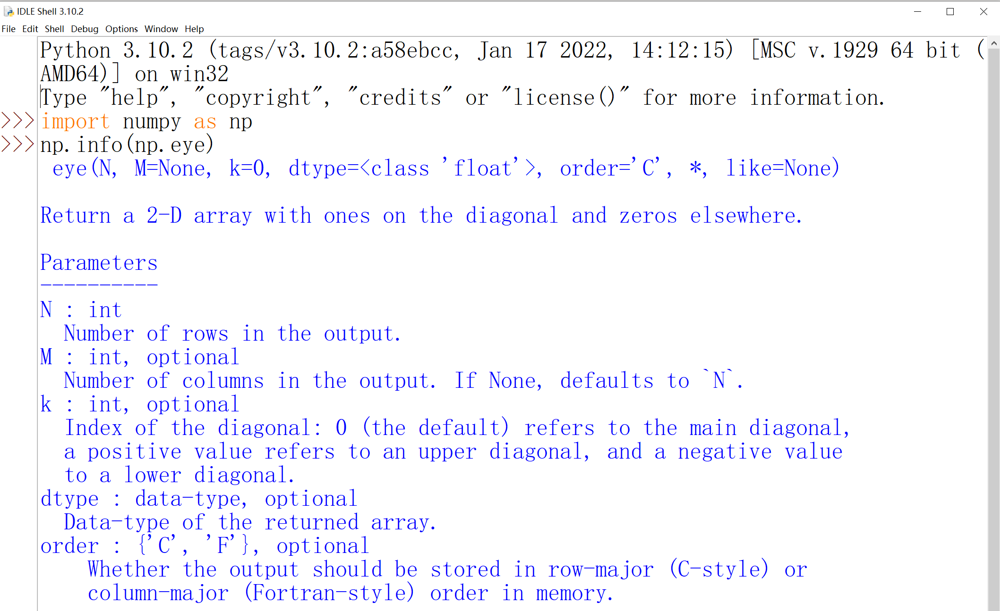 IDLE Shell 3.10.2
File Edit Shell Debug Options Window Help
Python 3.10.2 (tags/v3.10.2:a58ebcc, Jan 17 2022, 14:12:15) [MSC v.1929 64 bit (
AMD64)] on win32
Type "help", "copyright", "credits" or "license()" for more information.
>>> import numpy as np
>>> np.info(np.eye)
 eye(N, M=None, k=0, dtype=<class 'float'>, order='C', *, like=None)
Return a 2-D array with ones on the diagonal and zeros elsewhere.
Parameters
----------
N : int
  Number of rows in the output.
M : int, optional
  Number of columns in the output. If None, defaults to `N`.
k : int, optional
  Index of the diagonal: 0 (the default) refers to the main diagonal,
  a positive value refers to an upper diagonal, and a negative value
  to a lower diagonal.
dtype : data-type, optional
  Data-type of the returned array.
order : {'C', 'F'}, optional
    Whether the output should be stored in row-major (C-style) or
    column-major (Fortran-style) order in memory.